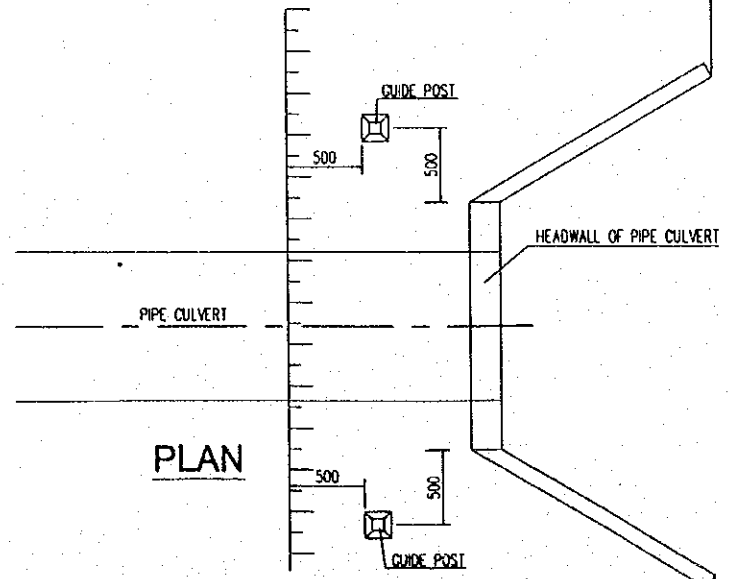 GUIDE POST
500
500
HEADWALL OF PIPE CULVERT
PIPE CULVERT
PLAN
500
500
GUIDE POST